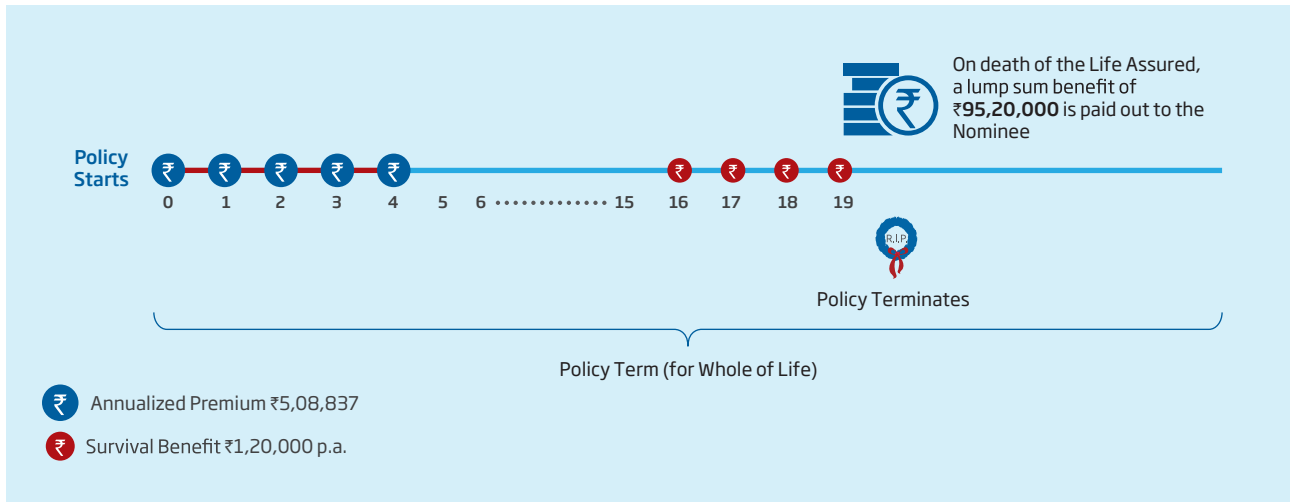 On death of the Life Assured,
a lump sum benefit of
₹95,20,000 is paid out to the
Nominee
₹
Policy
Starts
₹ ₹ ₹ ₹ ₹ ₹ ₹ ₹ ₹
0 1 2 3 4 5 6 ............. 15 16 17 18 19
R.I.P.
Policy Terminates
Policy Term (for Whole of Life)
₹ Annualized Premium ₹5,08,837
₹ Survival Benefit ₹1,20,000 p.a.